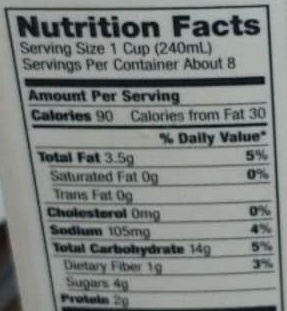 Nutrition Facts
Serving Size 1 Cup (240mL)
Servings Per Container About 8
Amount Per Serving
Calories 90 Calories from Fat 30
% Daily Value*
Total Fat 3.5g 5%
Saturated Fat 0g 0%
Trans Fat 0g
Cholesterol 0mg 0%
Sodium 105mg 4%
Total Carbohydrate 14g 5%
Dietary Fiber 1g 3%
Sugars 4g
Protein 2g